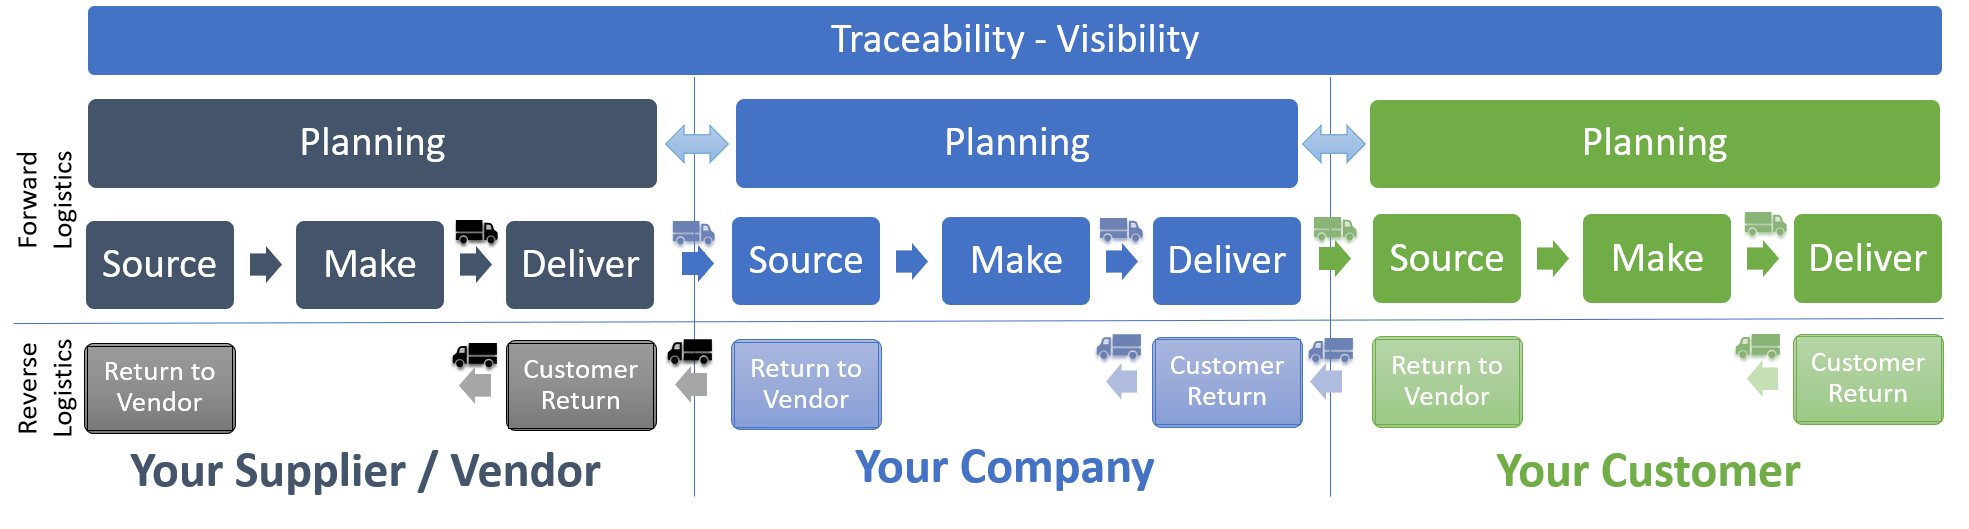 Traceability - Visibility
Planning
Planning
Planning
Forward
Logistics
Source
Make
Deliver
Source
Make
Deliver
Source
Make
Deliver
Reverse
Logistics
Return to
Vendor
Customer
Return
Return to
Vendor
Customer
Return
Return to
Vendor
Customer
Return
Your Supplier / Vendor
Your Company
Your Customer